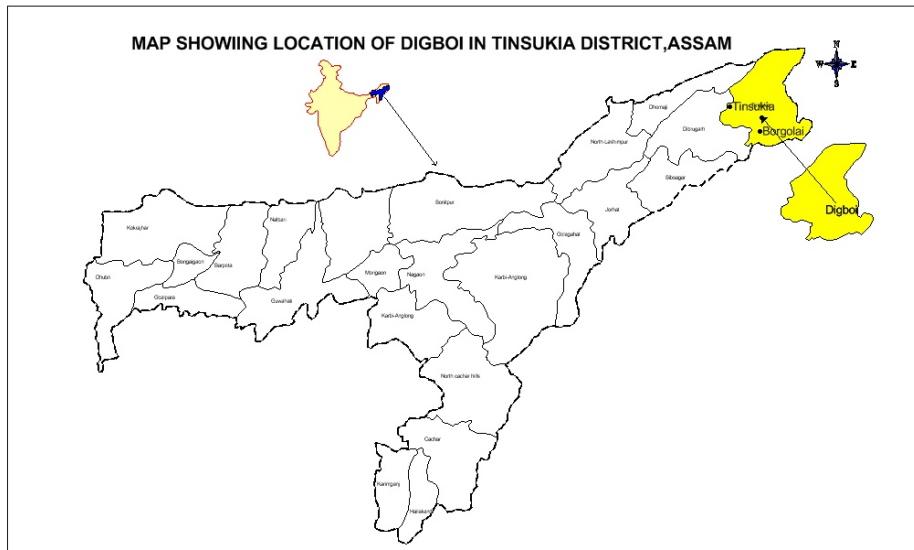 MAP SHOWIING LOCATION OF DIGBOI IN TINSUKIA DISTRICT,ASSAM
N
W E
S
Tinsukia
Borgolai
Digboi
Dhemaji
Dibrugarh
North Lakhimpur
Sibsagar
Jorhat
Sonitpur
Golaghat
Kokrajhar
Nalbari
Bongaigaon
Barpeta
Dhubri
Goalpara
Guwahati
Morigaon
Nagaon
Karbi-Anglong
Karbi-Anglong
North cachar hills
Cachar
Karimganj
Hailakandi